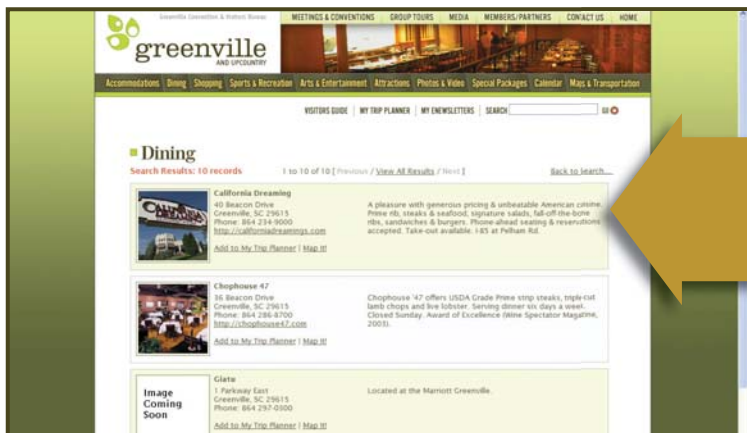 Greenville Convention & Visitors Bureau
MEETINGS & CONVENTIONS GROUP TOURS MEDIA MEMBERS/PARTNERS CONTACT US HOME
greenville
AND UPCOUNTRY
Accommodations Dining Shopping Sports & Recreation Arts & Entertainment Attractions Photos & Video Special Packages Calendar Maps & Transportation
VISITORS GUIDE MY TRIP PLANNER MY ENEWSLETTERS SEARCH GO
Dining
Search Results: 10 records 1 to 10 of 10 [ Previous / View All Results / Next ] Back to Search...
California Dreaming
40 Beacon Drive
Greenville, SC 29615
Phone: 864 234-9000
http://californiadreamings.com
Add to My Trip Planner | Map It!
A pleasure with generous pricing & unbeatable American cuisine.
Prime rib, steaks & seafood, signature salads, fall-off-the-bone
ribs, sandwiches & burgers. Phone-ahead seating & reservations
accepted. Take-out available. I-85 at Pelham Rd.
Chophouse 47
36 Beacon Drive
Greenville, SC 29615
Phone: 864 286-8700
http://chophouse47.com
Add to My Trip Planner | Map It!
Chophouse '47 offers USDA Grade Prime strip steaks, triple-cut
lamb chops and live lobster. Serving dinner six days a week.
Closed Sunday. Award of Excellence (Wine Spectator Magazine,
2003).
Image
Coming
Soon
1 Parkway East
Greenville, SC 29615
Phone: 864 297-0300
Add to My Trip Planner | Map It!
Located at the Marriott Greenville.